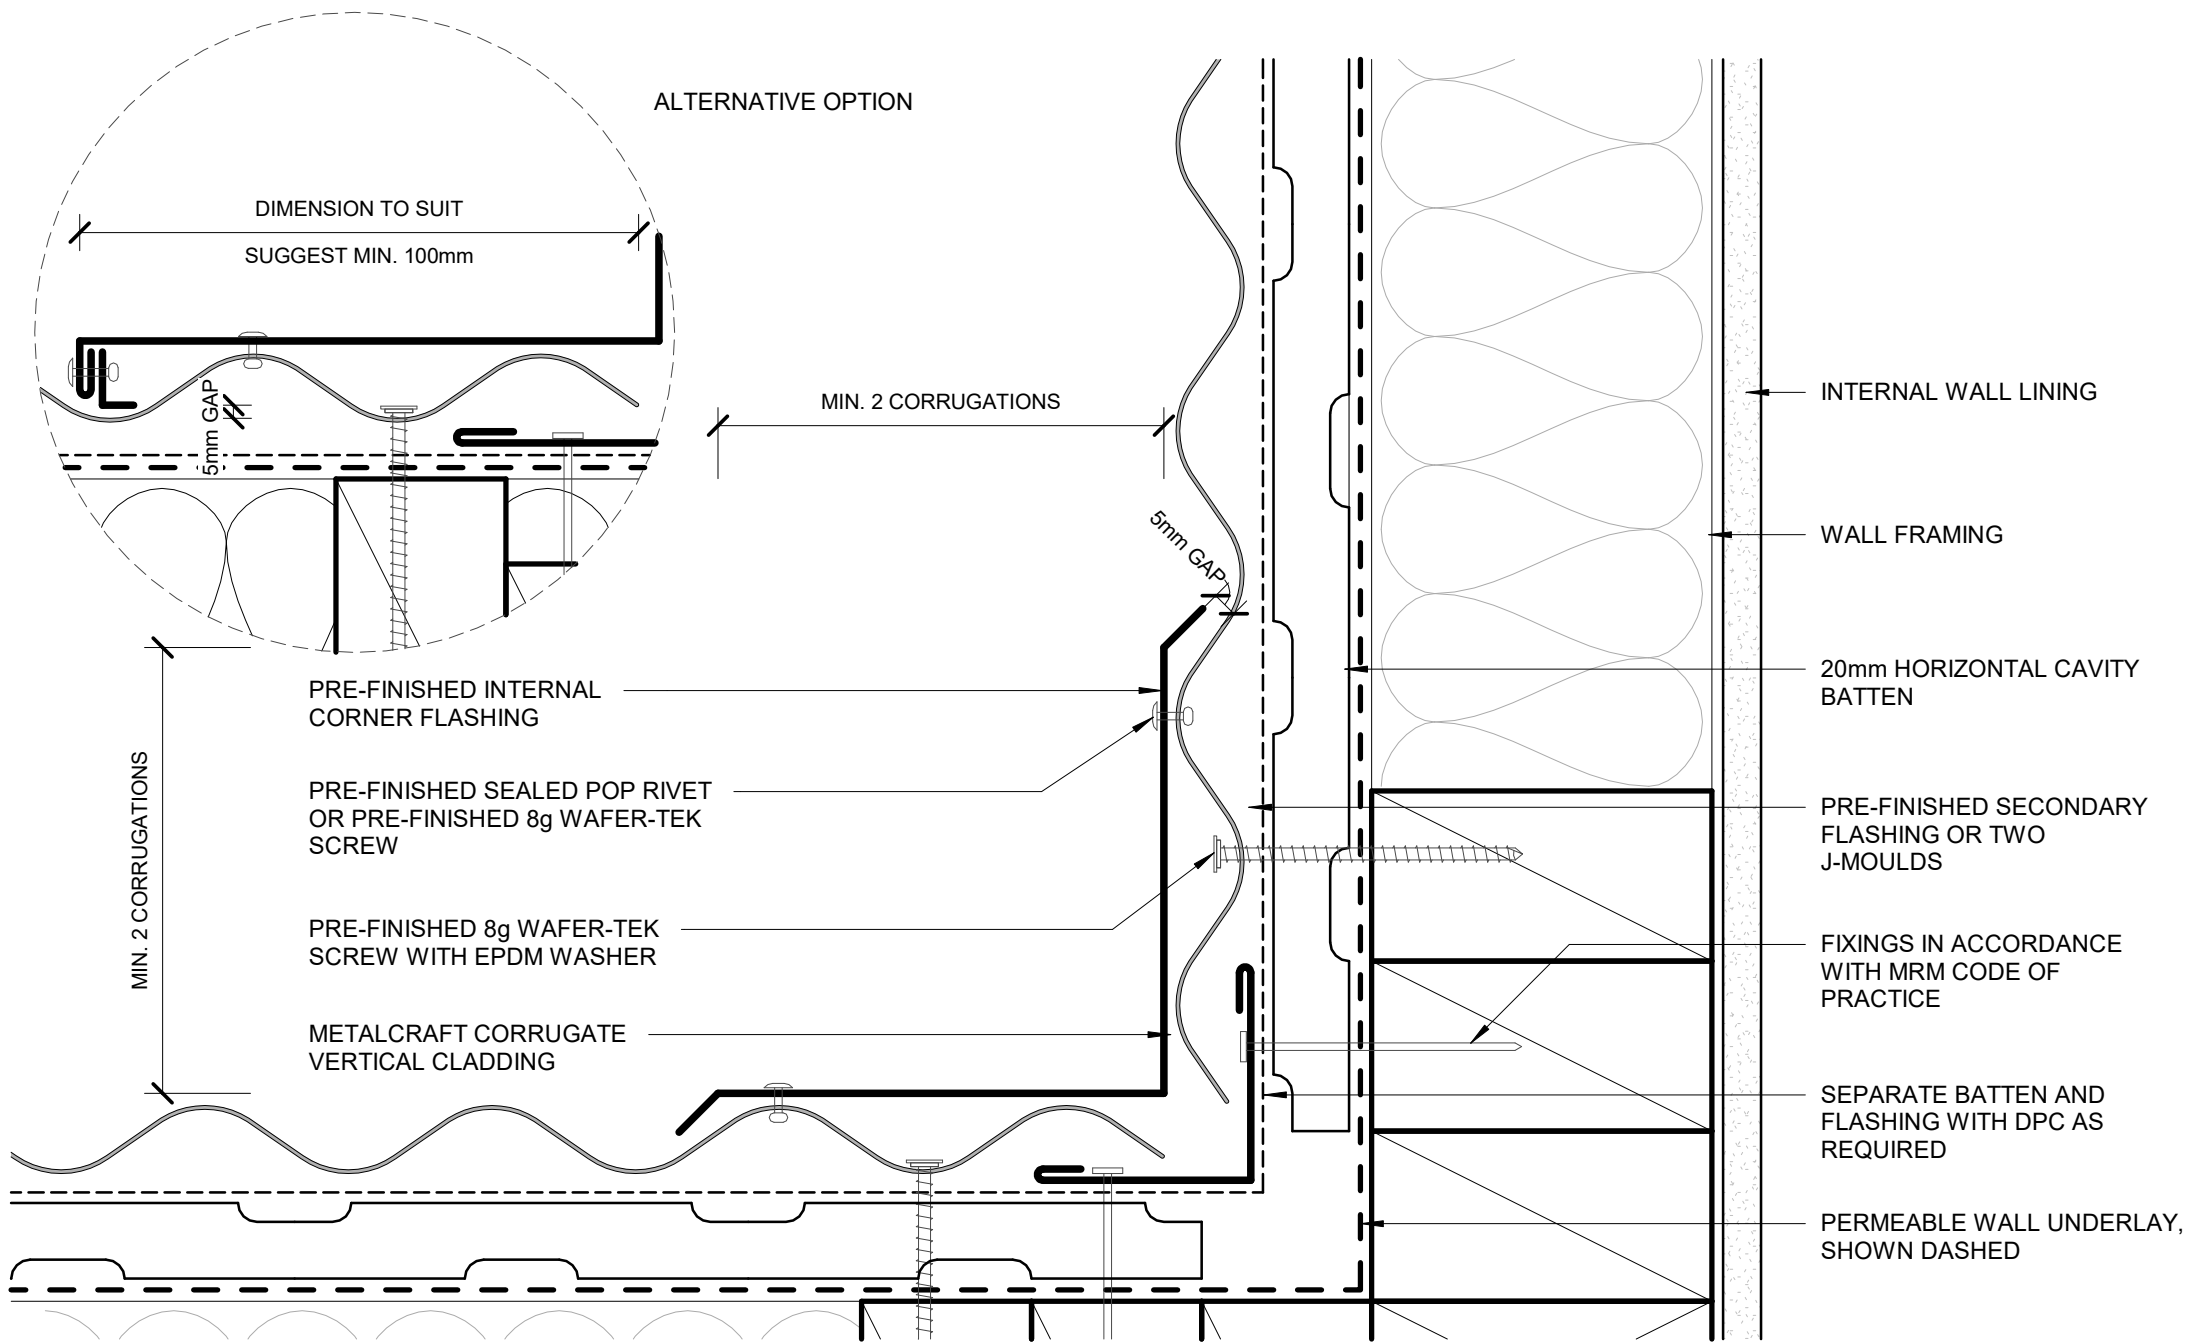 ALTERNATIVE OPTION
DIMENSION TO SUIT
SUGGEST MIN. 100mm
5mm GAP
MIN. 2 CORRUGATIONS
5mm GAP
MIN. 2 CORRUGATIONS
PRE-FINISHED INTERNAL
CORNER FLASHING
PRE-FINISHED SEALED POP RIVET
OR PRE-FINISHED 8g WAFER-TEK
SCREW
PRE-FINISHED 8g WAFER-TEK
SCREW WITH EPDM WASHER
METALCRAFT CORRUGATE
VERTICAL CLADDING
INTERNAL WALL LINING
WALL FRAMING
20mm HORIZONTAL CAVITY
BATTEN
PRE-FINISHED SECONDARY
FLASHING OR TWO
J-MOULDS
FIXINGS IN ACCORDANCE
WITH MRM CODE OF
PRACTICE
SEPARATE BATTEN AND
FLASHING WITH DPC AS
REQUIRED
PERMEABLE WALL UNDERLAY,
SHOWN DASHED